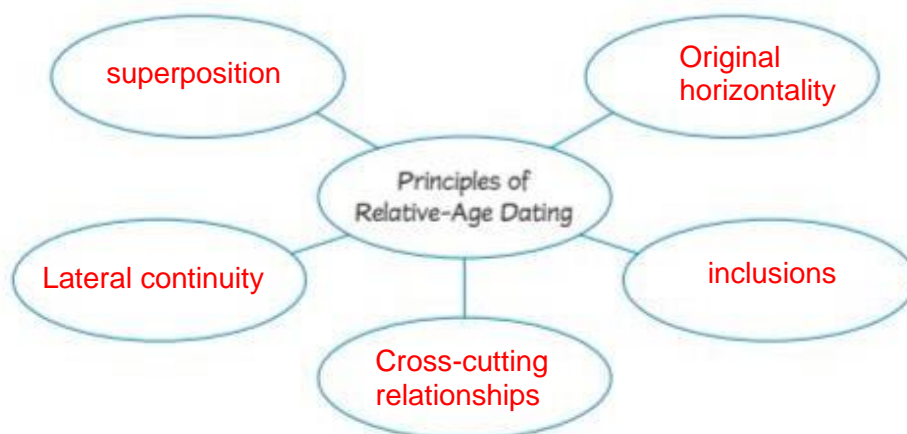 superposition
Original
horizontality
Principles of
Relative-Age Dating
Lateral continuity
inclusions
Cross-cutting
relationships